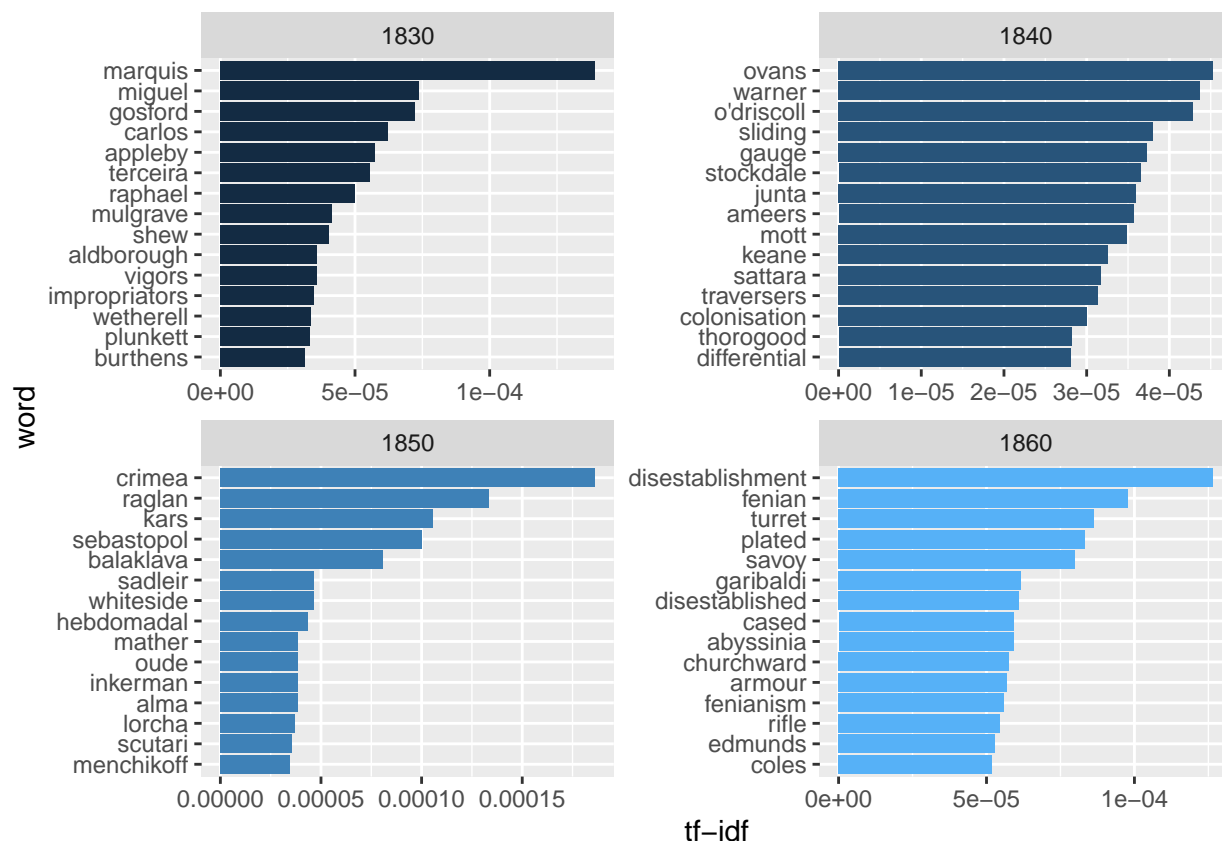 1830
marquis
miguel
gosford
carlos
appleby
terceira
raphael
mulgrave
shew
aldborough
vigors
impropriators
wetherell
plunkett
burthens
0e+00 5e−05 1e−04
1840
ovans
warner
o'driscoll
sliding
gauge
stockdale
junta
ameers
mott
keane
sattara
traversers
colonisation
thorogood
differential
0e+00 1e−05 2e−05 3e−05 4e−05
word
1850
crimea
raglan
kars
sebastopol
balaklava
sadleir
whiteside
hebdomadal
mather
oude
inkerman
alma
lorcha
scutari
menchikoff
0.00000 0.00005 0.00010 0.00015
1860
disestablishment
fenian
turret
plated
savoy
garibaldi
disestablished
cased
abyssinia
churchward
armour
fenianism
rifle
edmunds
coles
0e+00 5e−05 1e−04
tf−idf